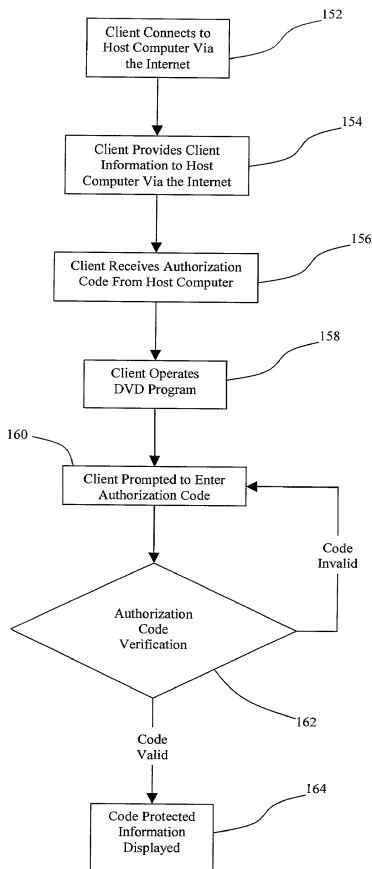 152
Client Connects to
Host Computer Via
the Internet
154
Client Provides Client
Information to Host
Computer Via the Internet
156
Client Receives Authorization
Code From Host Computer
158
Client Operates
DVD Program
160
Client Prompted to Enter
Authorization Code
Code
Invalid
Authorization
Code
Verification
162
Code
Valid
164
Code Protected
Information
Displayed